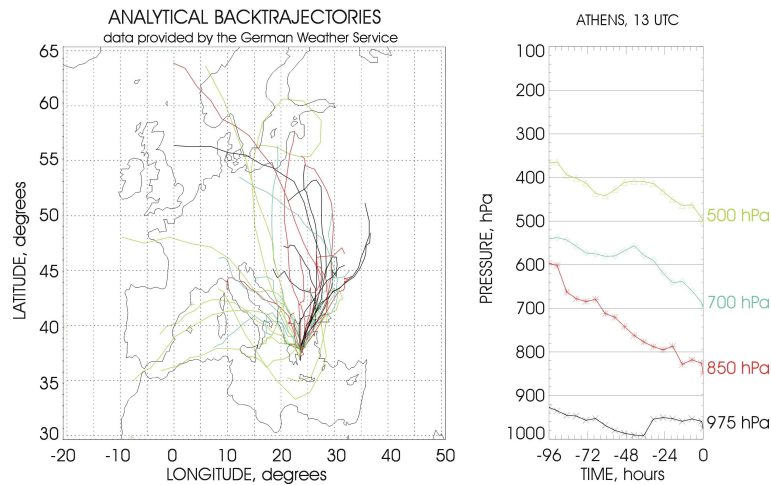 ANALYTICAL BACKTRAJECTORIES
data provided by the German Weather Service
65
60
55
50
45
40
35
30
LATITUDE, degrees
-20 -10 0 10 20 30 40 50
LONGITUDE, degrees
ATHENS, 13 UTC
100
200
300
400
500
600
700
800
900
1000
PRESSURE, hPa
500 hPa
700 hPa
850 hPa
975 hPa
-96 -72 -48 -24 0
TIME, hours